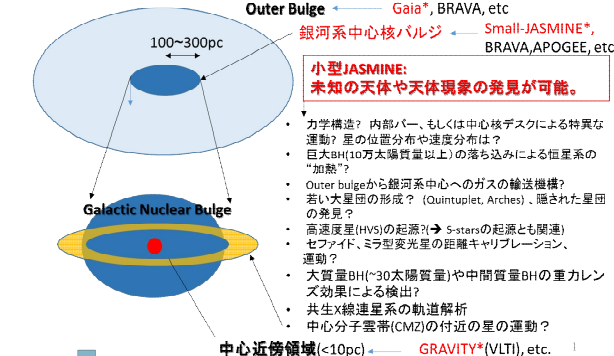 Outer Bulge ← Gaia*, BRAVA, etc
銀河系中心核バルジ ← Small-JASMINE*,
BRAVA,APOGEE, etc
100~300pc
小型JASMINE:
未知の天体や天体現象の発見が可能。
• 力学構造? 内部バー、もしくは中心核デスクによる特異な
運動? 星の位置分布や速度分布は?
• 巨大BH(10万太陽質量以上)の落ち込みによる恒星系の
“加熱”?
• Outer bulgeから銀河系中心へのガスの輸送機構?
• 若い大星団の形成? (Quintuplet, Arches) 、隠された星団
の発見?
• 高速度星(HVS)の起源?(➔ S-starsの起源とも関連)
• セファイド、ミラ型変光星の距離キャリブレーション、
運動?
• 大質量BH(~30太陽質量)や中間質量BHの重力レン
ズ効果による検出?
• 共生X線連星系の軌道解析
• 中心分子雲帯(CMZ)の付近の星の運動?
Galactic Nuclear Bulge
中心近傍領域(<10pc) ← GRAVITY*(VLTI), etc.
1